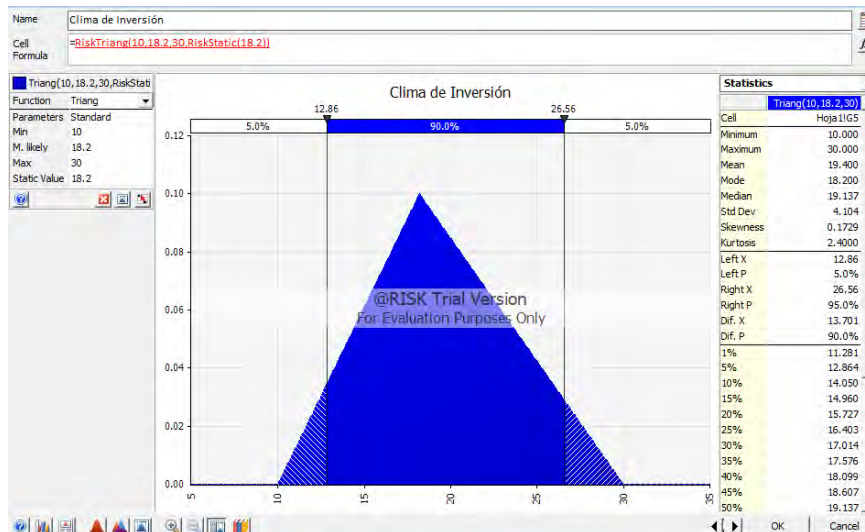 Name Clima de Inversión
Cell Formula =RiskTriang(10,18.2,30,RiskStatic(18.2))
Triang(10,18.2,30,RiskStati
Function Triang
Parameters Standard
Min 10
M. likely 18.2
Max 30
Static Value 18.2
Clima de Inversión
12.86 26.56
5.0% 90.0% 5.0%
0.12
0.10
0.08
0.06
0.04
0.02
0.00
@RISK Trial Version
For Evaluation Purposes Only
5 10 15 20 25 30 35
Statistics
Triang(10,18.2,30)
Cell Hoja1!G5
Minimum 10.000
Maximum 30.000
Mean 19.400
Mode 18.200
Median 19.137
Std Dev 4.104
Skewness 0.1729
Kurtosis 2.4000
Left X 12.86
Left P 5.0%
Right X 26.56
Right P 95.0%
Dif. X 13.701
Dif. P 90.0%
1% 11.281
5% 12.864
10% 14.050
15% 14.960
20% 15.727
25% 16.403
30% 17.014
35% 17.576
40% 18.099
45% 18.607
50% 19.137
OK Cancel